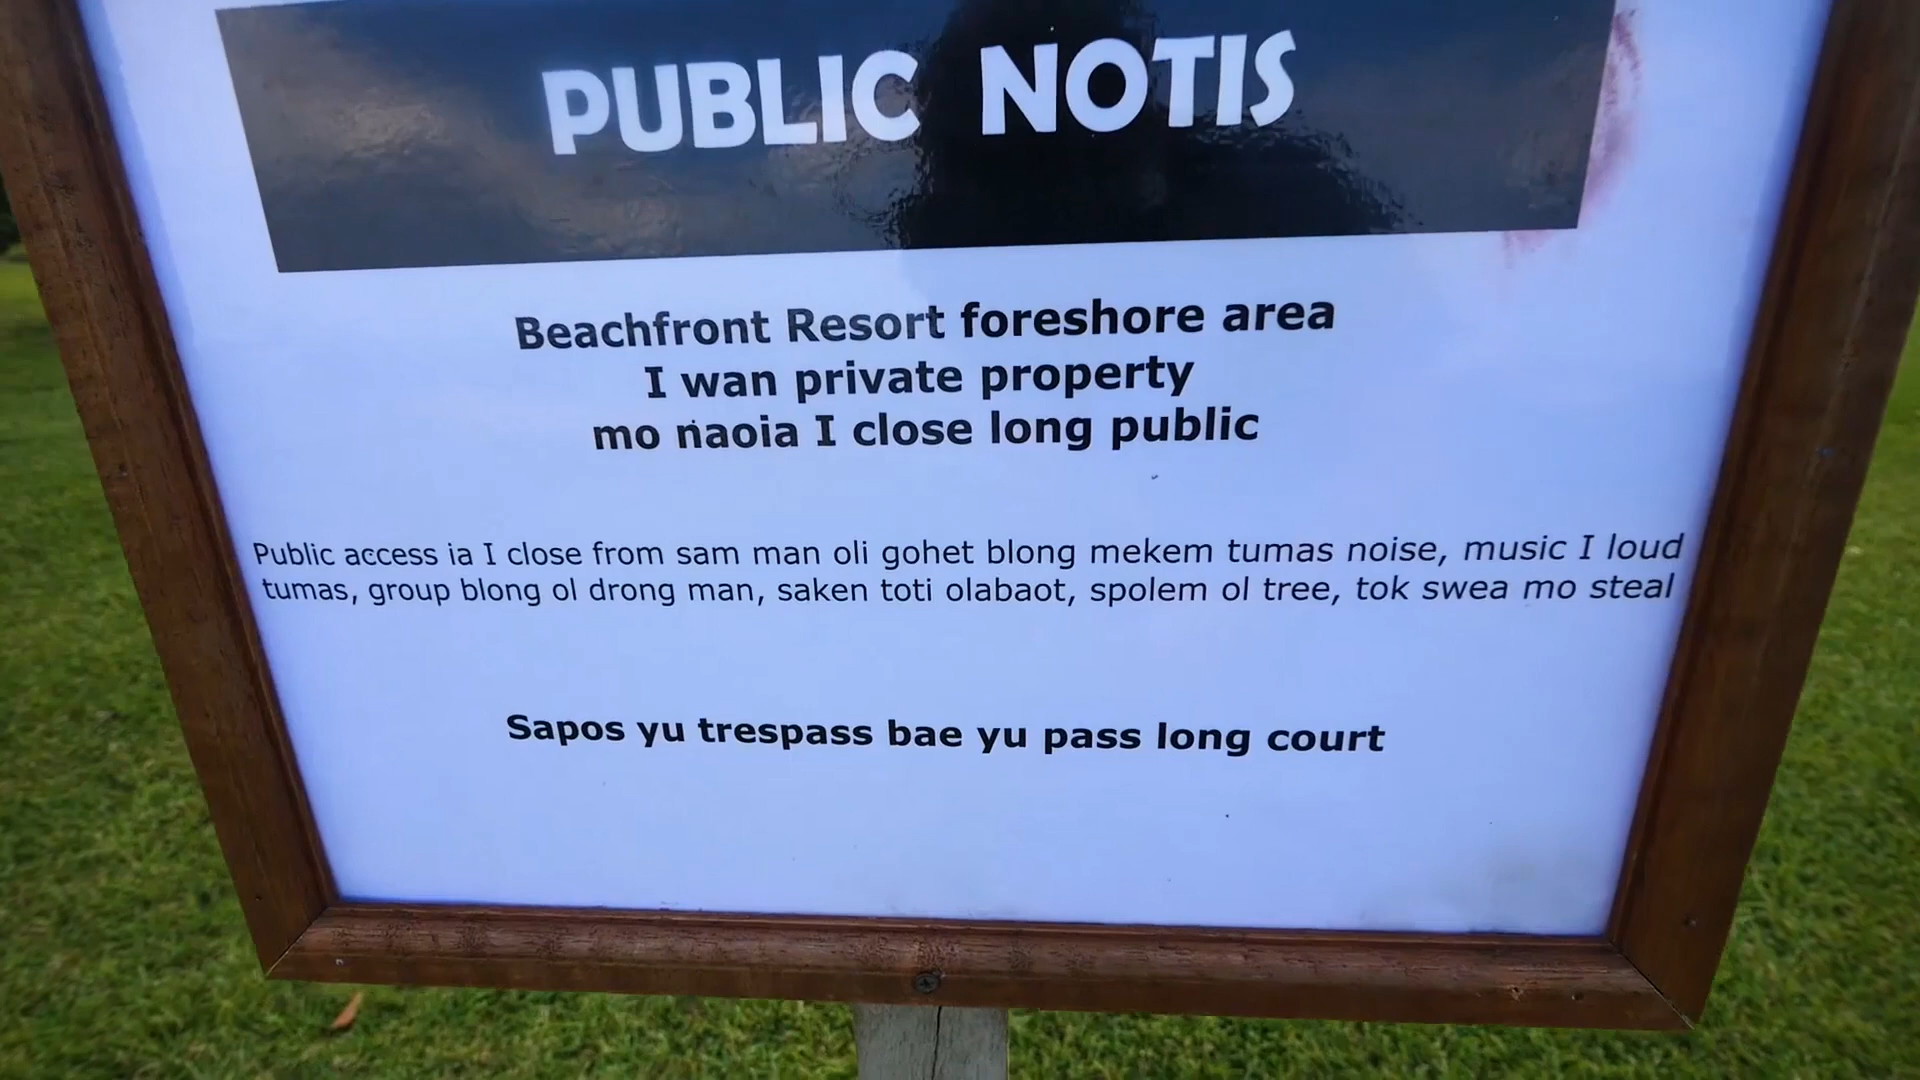 PUBLIC NOTIS
Beachfront Resort foreshore area
I wan private property
mo naoia I close long public
Public access ia I close from sam man oli gohet blong mekem tumas noise, music I loud
tumas, group blong ol drong man, saken toti olabaot, spolem ol tree, tok swea mo steal
Sapos yu trespass bae yu pass long court